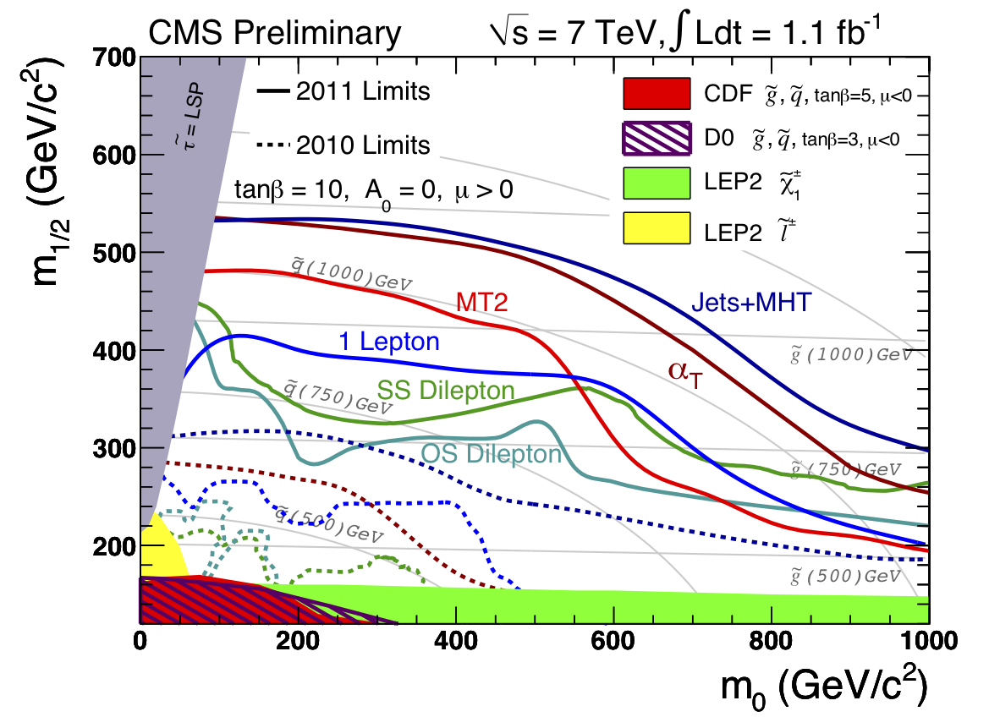 CMS Preliminary
√s = 7 TeV, ∫Ldt = 1.1 fb⁻¹
m₁/₂ (GeV/c²)
700
600
500
400
300
200
τ̃ = LSP
2011 Limits
2010 Limits
tanβ = 10, A₀ = 0, μ > 0
CDF g̃, q̃, tanβ=5, μ<0
D0 g̃, q̃, tanβ=3, μ<0
LEP2 χ̃₁±
LEP2 l̃±
q̃(1000)GeV
MT2
Jets+MHT
1 Lepton
g̃(1000)GeV
αT
q̃(750)GeV
SS Dilepton
OS Dilepton
g̃(750)GeV
q̃(500)GeV
g̃(500)GeV
0
200
400
600
800
1000
m₀ (GeV/c²)